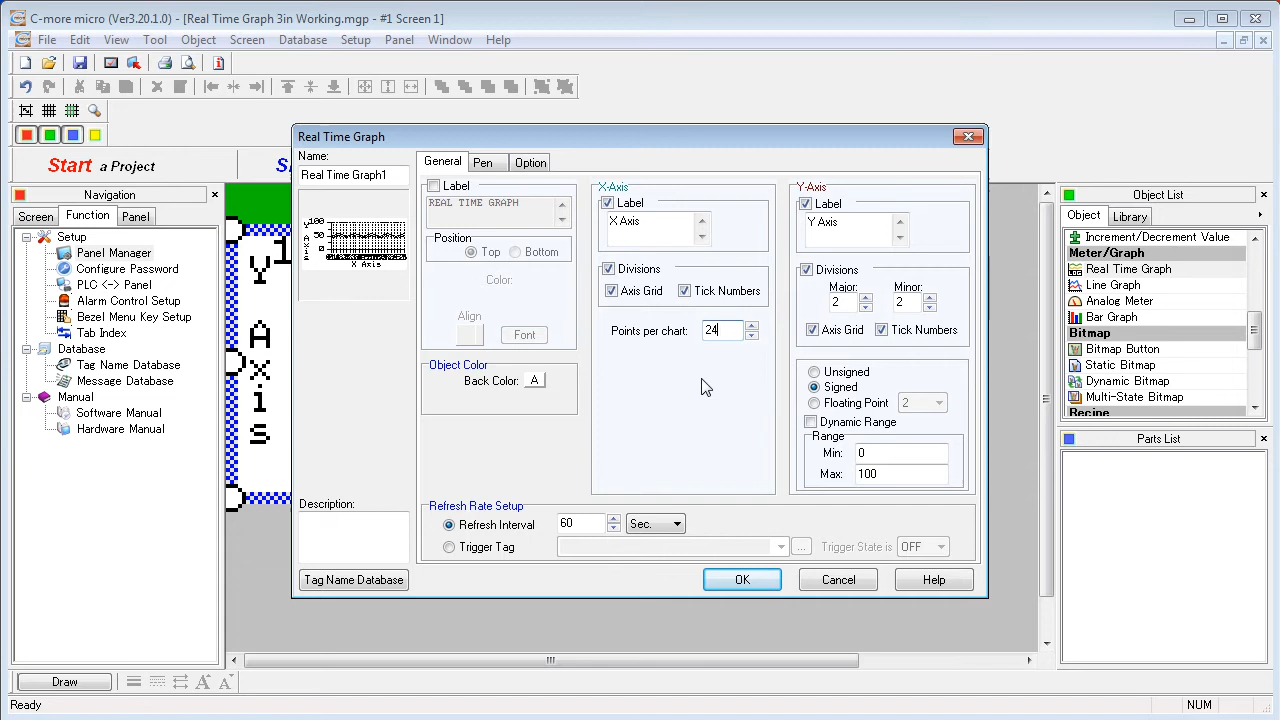 C-more micro (Ver3.20.1.0) - [Real Time Graph 3in Working.mgp - #1 Screen 1]
File Edit View Tool Object Screen Database Setup Panel Window Help
Start a Project
Navigation
Screen Function Panel
Setup
Panel Manager
Configure Password
PLC <-> Panel
Alarm Control Setup
Bezel Menu Key Setup
Tab Index
Database
Tag Name Database
Message Database
Manual
Software Manual
Hardware Manual
1
Y Axis
Real Time Graph
Name:
Real Time Graph1
100
50
0
Y Axis
X Axis
Description:
Tag Name Database
General Pen Option
Label
REAL TIME GRAPH
Position
Top Bottom
Color:
Align
Font
Object Color
Back Color: A
X-Axis
Label
X Axis
Divisions
Axis Grid Tick Numbers
Points per chart: 24
Y-Axis
Label
Y Axis
Divisions
Major: Minor:
2 2
Axis Grid Tick Numbers
Unsigned
Signed
Floating Point 2
Dynamic Range
Range
Min: 0
Max: 100
Refresh Rate Setup
Refresh Interval 60 Sec.
Trigger Tag ... Trigger State is OFF
OK Cancel Help
Object List
Object Library
Increment/Decrement Value
Meter/Graph
Real Time Graph
Line Graph
Analog Meter
Bar Graph
Bitmap
Bitmap Button
Static Bitmap
Dynamic Bitmap
Multi-State Bitmap
Recipe
Parts List
Draw
Ready NUM